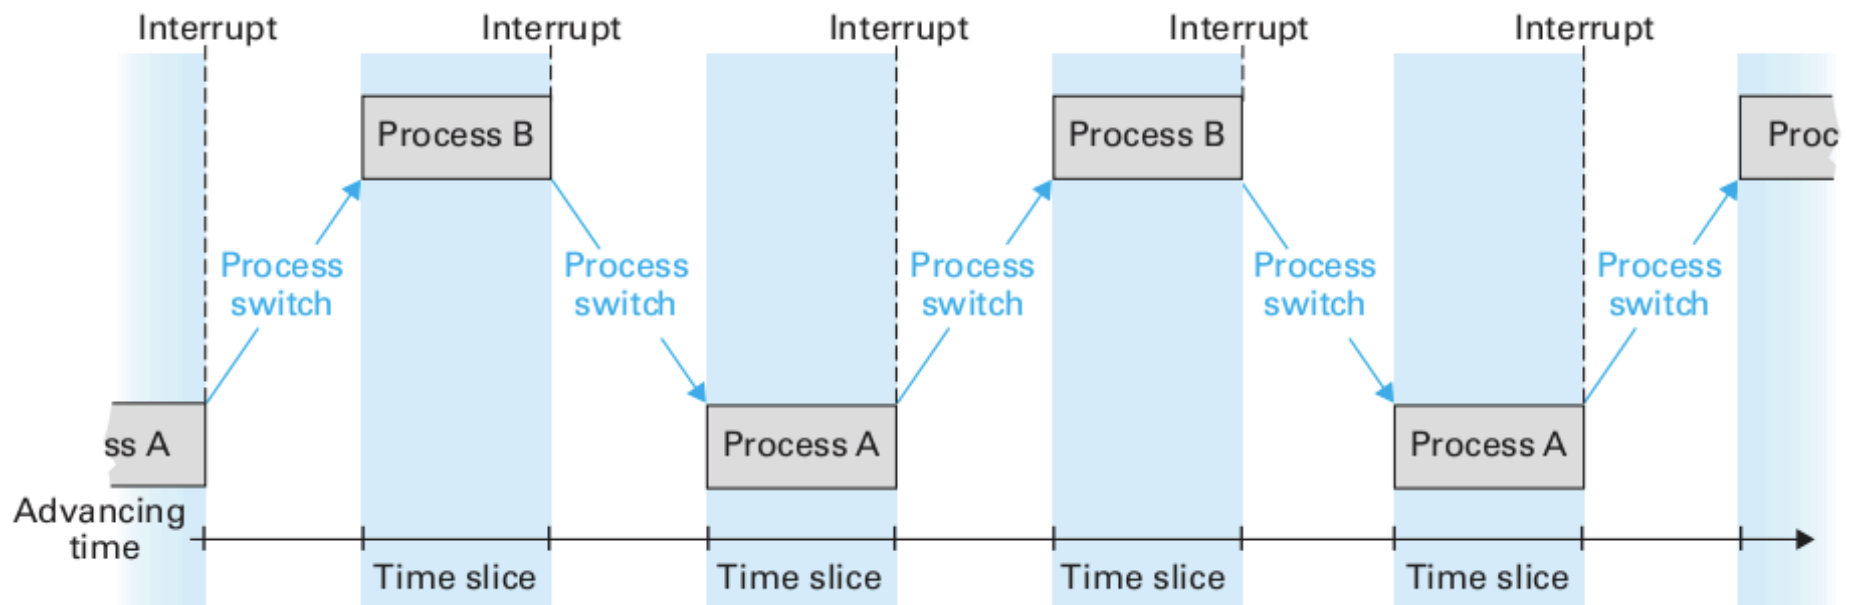 Interrupt Interrupt Interrupt Interrupt Interrupt
Process B Process B Proc
Process Process Process Process Process
switch switch switch switch switch
ss A Process A Process A
Advancing
time
Time slice Time slice Time slice Time slice